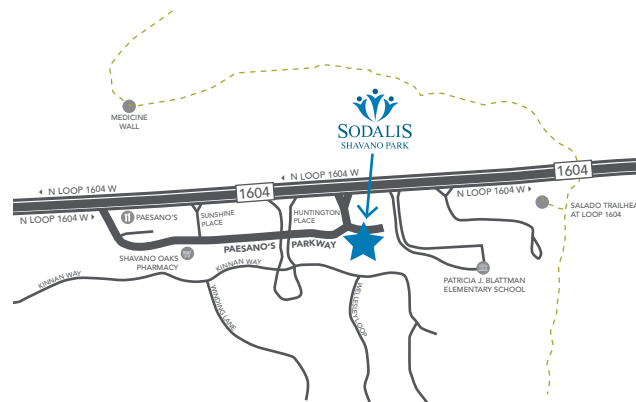 MEDICINE
WALL
SODALIS
SHAVANO PARK
1604
N LOOP 1604 W
N LOOP 1604 W
1604
N LOOP 1604 W
N LOOP 1604 W
PAESANO'S
SUNSHINE
PLACE
HUNTINGTON
PLACE
SALADO TRAILHEA
AT LOOP 1604
PAESANO'S PARKWAY
SHAVANO OAKS
PHARMACY
KINNAN WAY
KINNAN WAY
PATRICIA J. BLATTMAN
ELEMENTARY SCHOOL
WINDING LANE
WELLESLEY LOOP